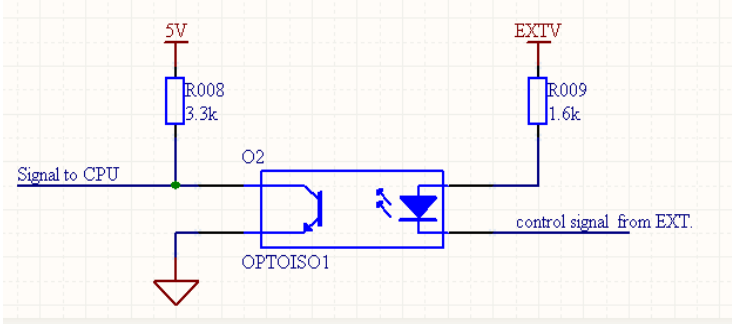 5V
EXTV
R008
3.3k
R009
1.6k
O2
Signal to CPU
control signal from EXT.
OPTOISO1